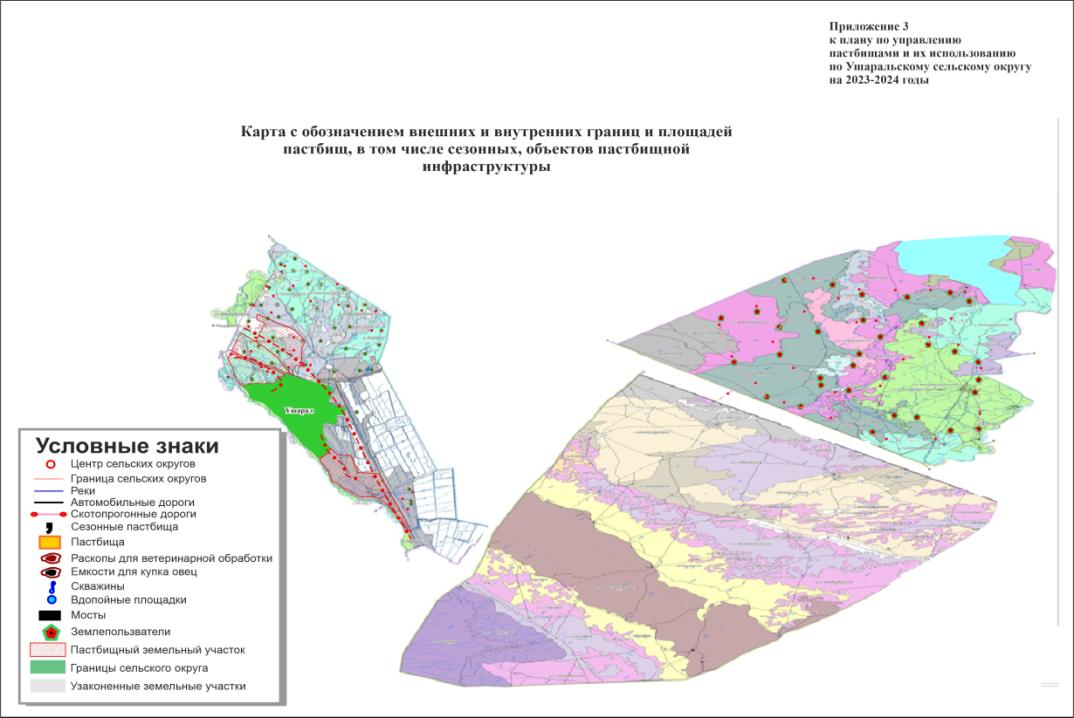 Приложение 3
к плану по управлению
пастбищами и их использованию
по Ушаральскому сельскому округу
на 2023-2024 годы
Карта с обозначением внешних и внутренних границ и площадей
пастбищ, в том числе сезонных, объектов пастбищной
инфраструктуры
Ушарал
Условные знаки
Центр сельских округов
Граница сельских округов
Реки
Автомобильные дороги
Скотопрогонные дороги
Сезонные пастбища
Пастбища
Расколы для ветеринарной обработки
Емкости для купка овец
Скважины
Вдопойные площадки
Мосты
Землепользватели
Пастбищный земельный участок
Границы сельского округа
Узаконенные земельные участки